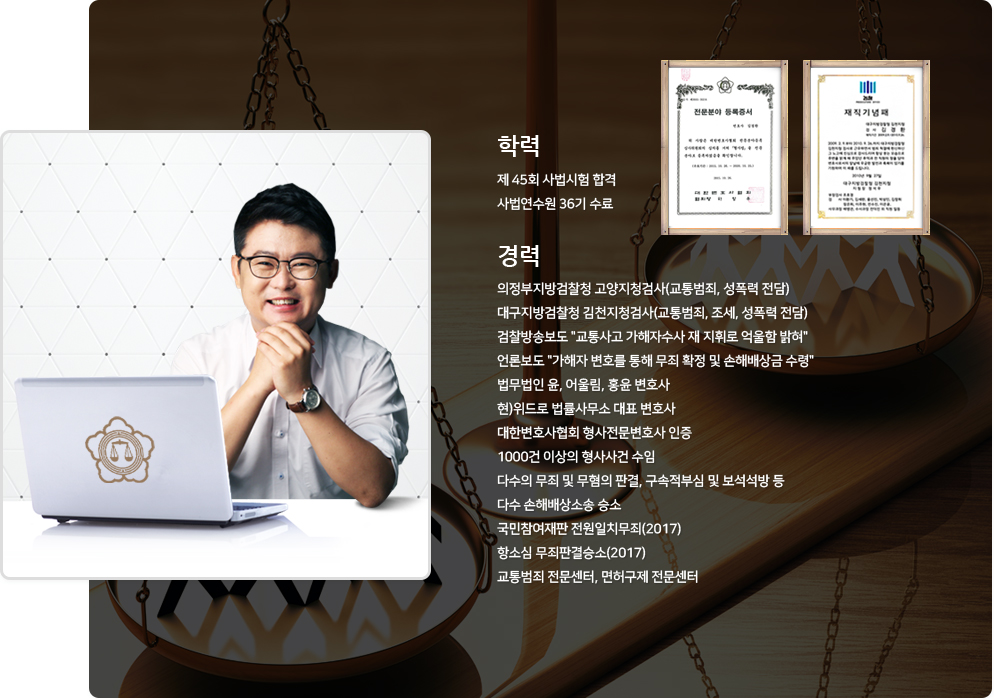 전문분야 등록증서
재직기념패
학력
제 45회 사법시험 합격
사법연수원 36기 수료
경력
의정부지방검찰청 고양지청검사(교통범죄, 성폭력 전담)
대구지방검찰청 김천지청검사(교통범죄, 조세, 성폭력 전담)
검찰방송보도 "교통사고 가해자수사 재 지휘로 억울함 밝혀"
언론보도 "가해자 변호를 통해 무죄 확정 및 손해배상금 수령"
법무법인 윤, 어울림, 홍윤 변호사
현)위드로 법률사무소 대표 변호사
대한변호사협회 형사전문변호사 인증
1000건 이상의 형사사건 수임
다수의 무죄 및 무혐의 판결, 구속적부심 및 보석석방 등
다수 손해배상소송 승소
국민참여재판 전원일치무죄(2017)
항소심 무죄판결승소(2017)
교통범죄 전문센터, 면허구제 전문센터